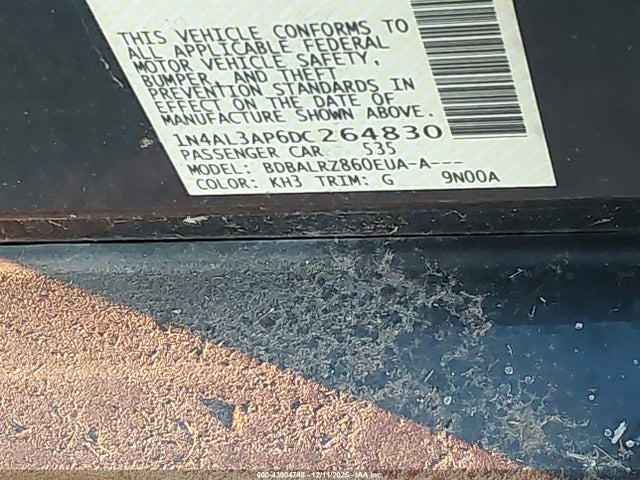 THIS VEHICLE CONFORMS TO
ALL APPLICABLE FEDERAL
MOTOR VEHICLE SAFETY,
BUMPER, AND THEFT
PREVENTION STANDARDS IN
EFFECT ON THE DATE OF
MANUFACTURE SHOWN ABOVE.
1N4AL3AP6DC264830
PASSENGER CAR 535
MODEL: BDBALRZ860EUA-A---
COLOR: KH3 TRIM: G 9N00A
000-43904749 - 12/11/2025 - IAA Inc.